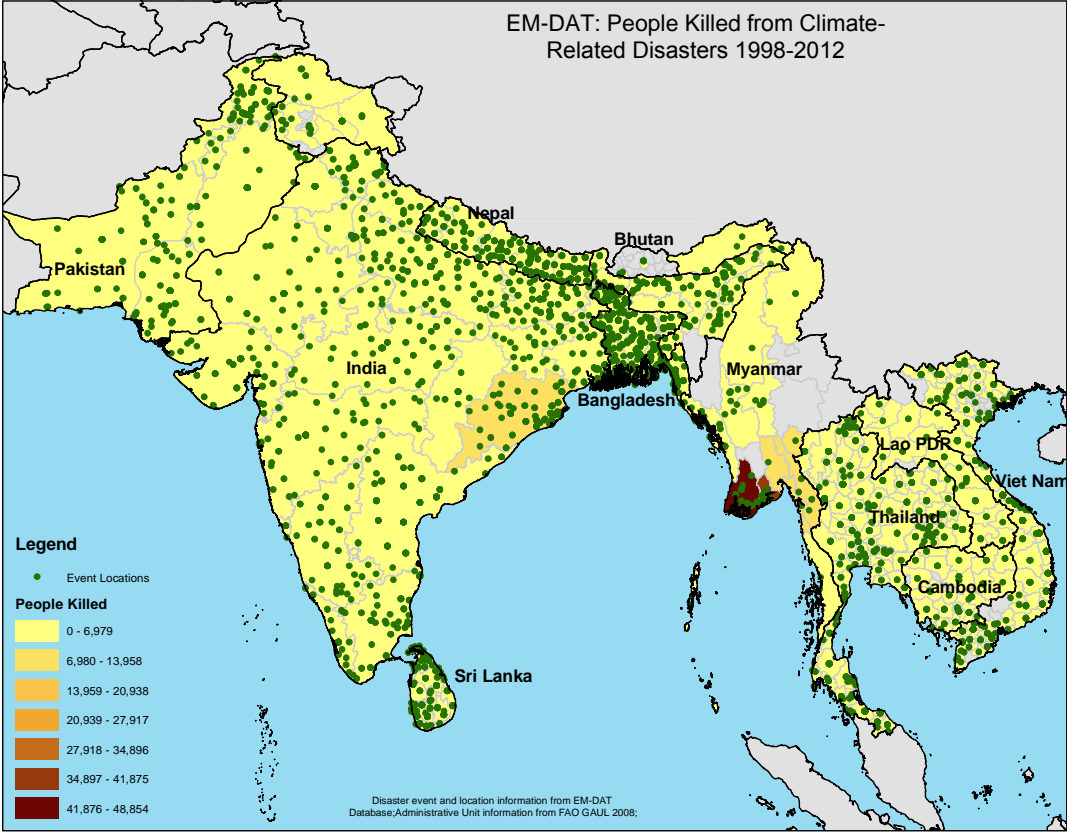 EM-DAT: People Killed from Climate-
Related Disasters 1998-2012
Nepal
Bhutan
Pakistan
India
Myanmar
Bangladesh
Lao PDR
Viet Nam
Thailand
Cambodia
Sri Lanka
Legend
Event Locations
People Killed
0 - 6,979
6,980 - 13,958
13,959 - 20,938
20,939 - 27,917
27,918 - 34,896
34,897 - 41,875
41,876 - 48,854
Disaster event and location information from EM-DAT
Database;Administrative Unit information from FAO GAUL 2008;